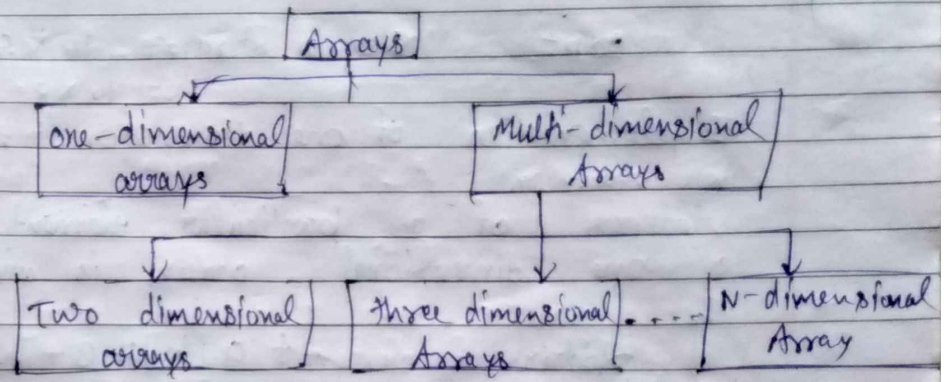 Arrays
one-dimensional
arrays
Multi-dimensional
Arrays
Two dimensional
arrays
three dimensional
Arrays
.....
N-dimensional
Array